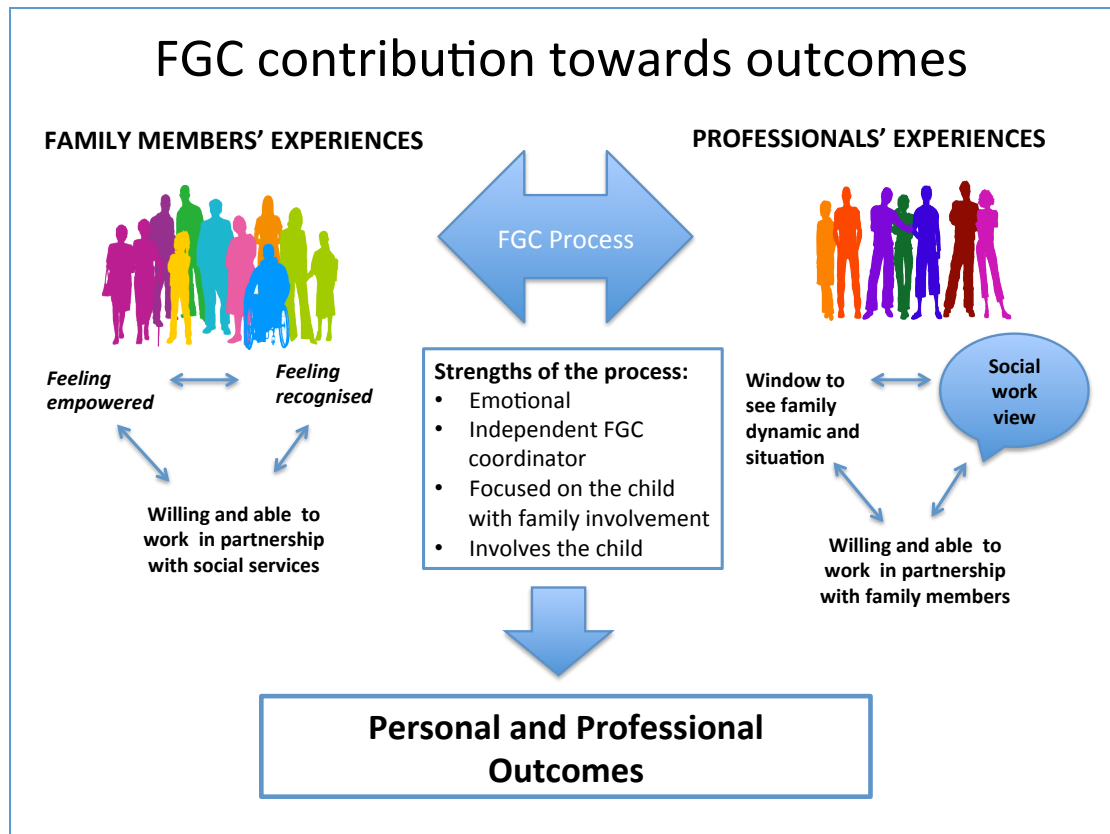 FGC contribution towards outcomes
FAMILY MEMBERS’ EXPERIENCES
PROFESSIONALS’ EXPERIENCES
FGC Process
Feeling
empowered
Feeling
recognised
Willing and able to
work in partnership
with social services
Strengths of the process:
• Emotional
• Independent FGC
coordinator
• Focused on the child
with family involvement
• Involves the child
Window to
see family
dynamic and
situation
Social
work
view
Willing and able to
work in partnership
with family members
Personal and Professional
Outcomes